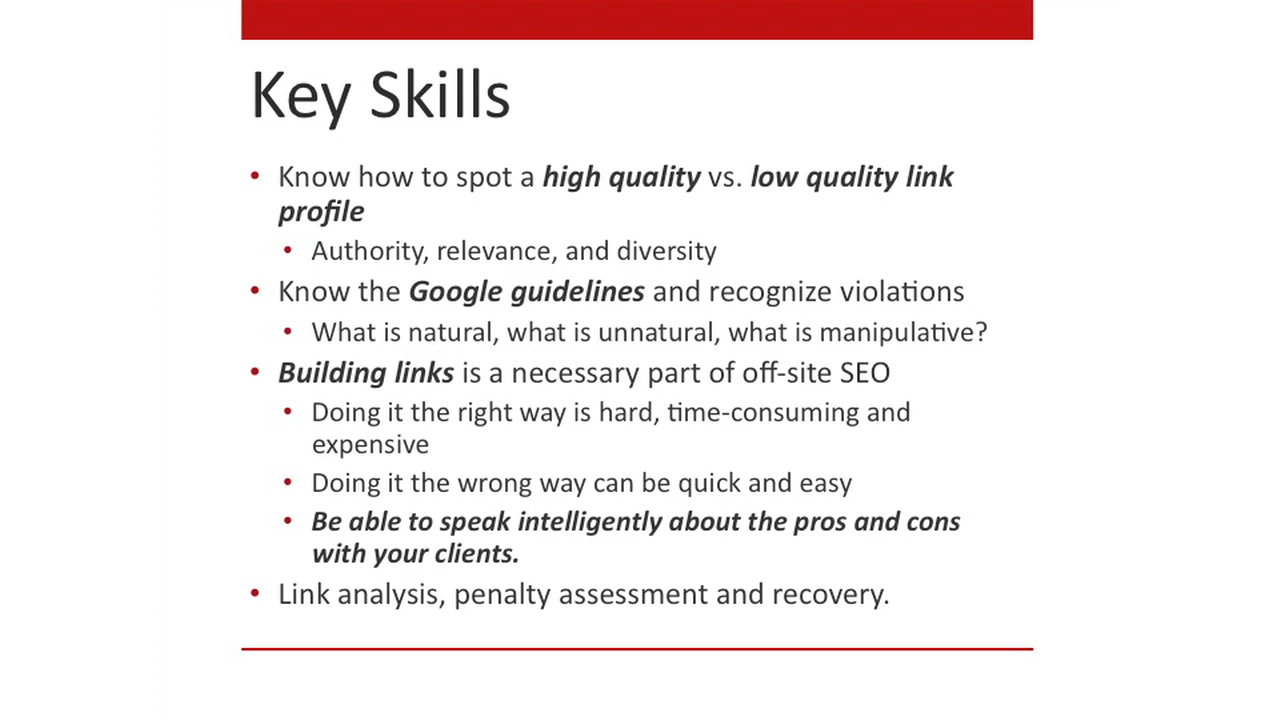 Key Skills
• Know how to spot a high quality vs. low quality link
profile
• Authority, relevance, and diversity
• Know the Google guidelines and recognize violations
• What is natural, what is unnatural, what is manipulative?
• Building links is a necessary part of off-site SEO
• Doing it the right way is hard, time-consuming and
expensive
• Doing it the wrong way can be quick and easy
• Be able to speak intelligently about the pros and cons
with your clients.
• Link analysis, penalty assessment and recovery.